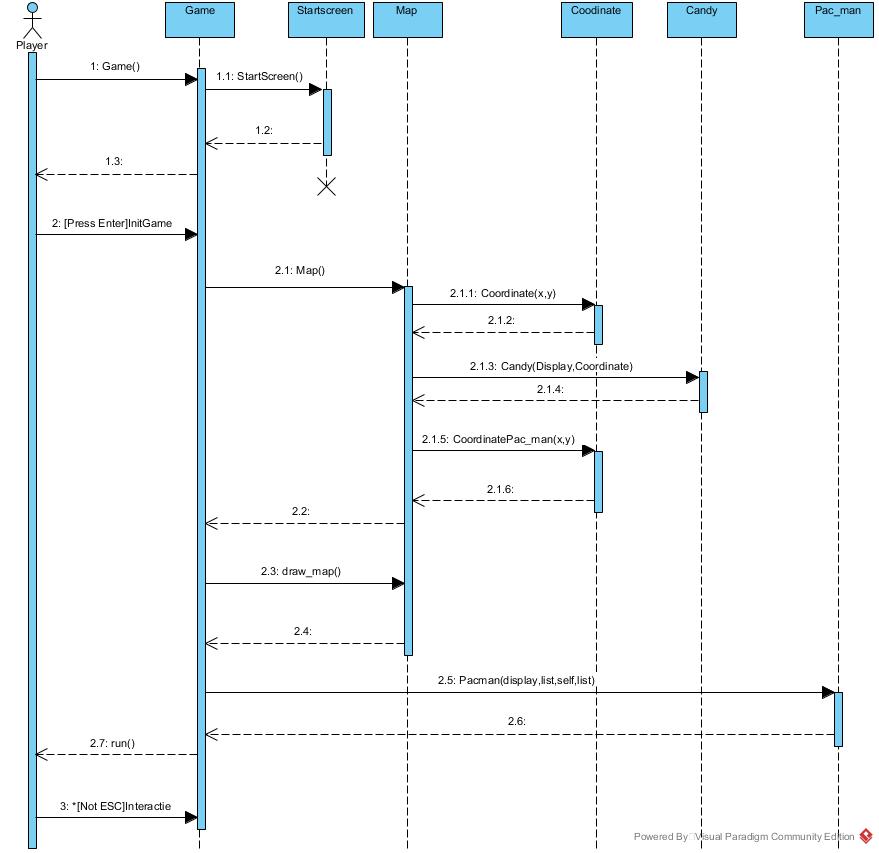 Game
Startscreen
Map
Coodinate
Candy
Pac_man
Player
1: Game()
1.1: StartScreen()
1.2:
1.3:
2: [Press Enter]InitGame
2.1: Map()
2.1.1: Coordinate(x,y)
2.1.2:
2.1.3: Candy(Display,Coordinate)
2.1.4:
2.1.5: CoordinatePac_man(x,y)
2.1.6:
2.2:
2.3: draw_map()
2.4:
2.5: Pacman(display,list,self,list)
2.6:
2.7: run()
3: *[Not ESC]Interactie
Powered By Visual Paradigm Community Edition